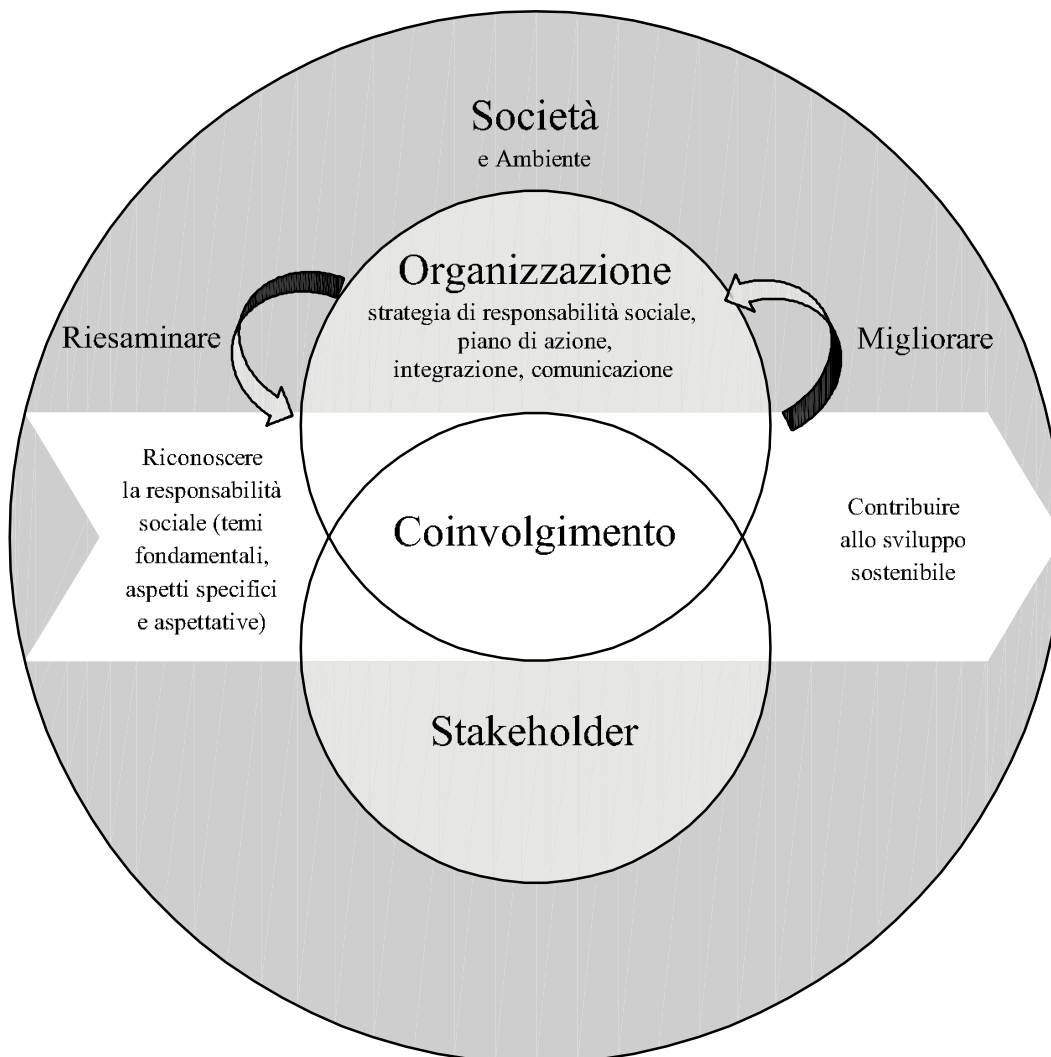 Società
e Ambiente
Organizzazione
strategia di responsabilità sociale,
piano di azione,
integrazione, comunicazione
Riesaminare
Migliorare
Riconoscere
la responsabilità
sociale (temi
fondamentali,
aspetti specifici
e aspettative)
Coinvolgimento
Contribuire
allo sviluppo
sostenibile
Stakeholder